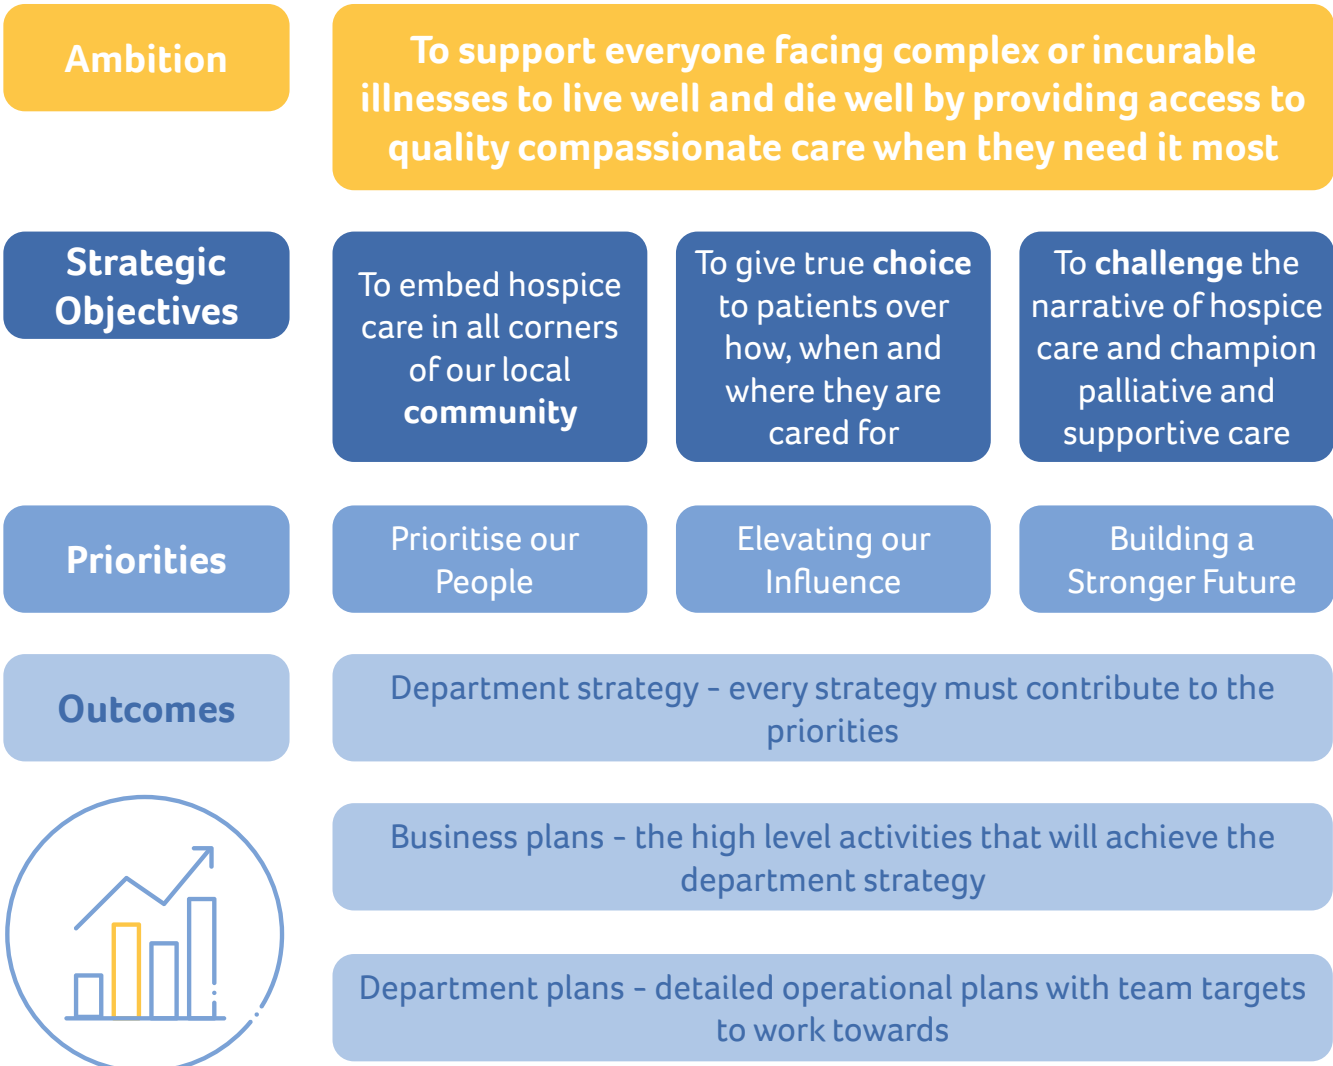 Ambition
To support everyone facing complex or incurable
illnesses to live well and die well by providing access to
quality compassionate care when they need it most
Strategic
Objectives
To embed hospice
care in all corners
of our local
community
To give true choice
to patients over
how, when and
where they are
cared for
To challenge the
narrative of hospice
care and champion
palliative and
supportive care
Priorities
Prioritise our
People
Elevating our
Influence
Building a
Stronger Future
Outcomes
Department strategy - every strategy must contribute to the
priorities
Business plans - the high level activities that will achieve the
department strategy
Department plans - detailed operational plans with team targets
to work towards